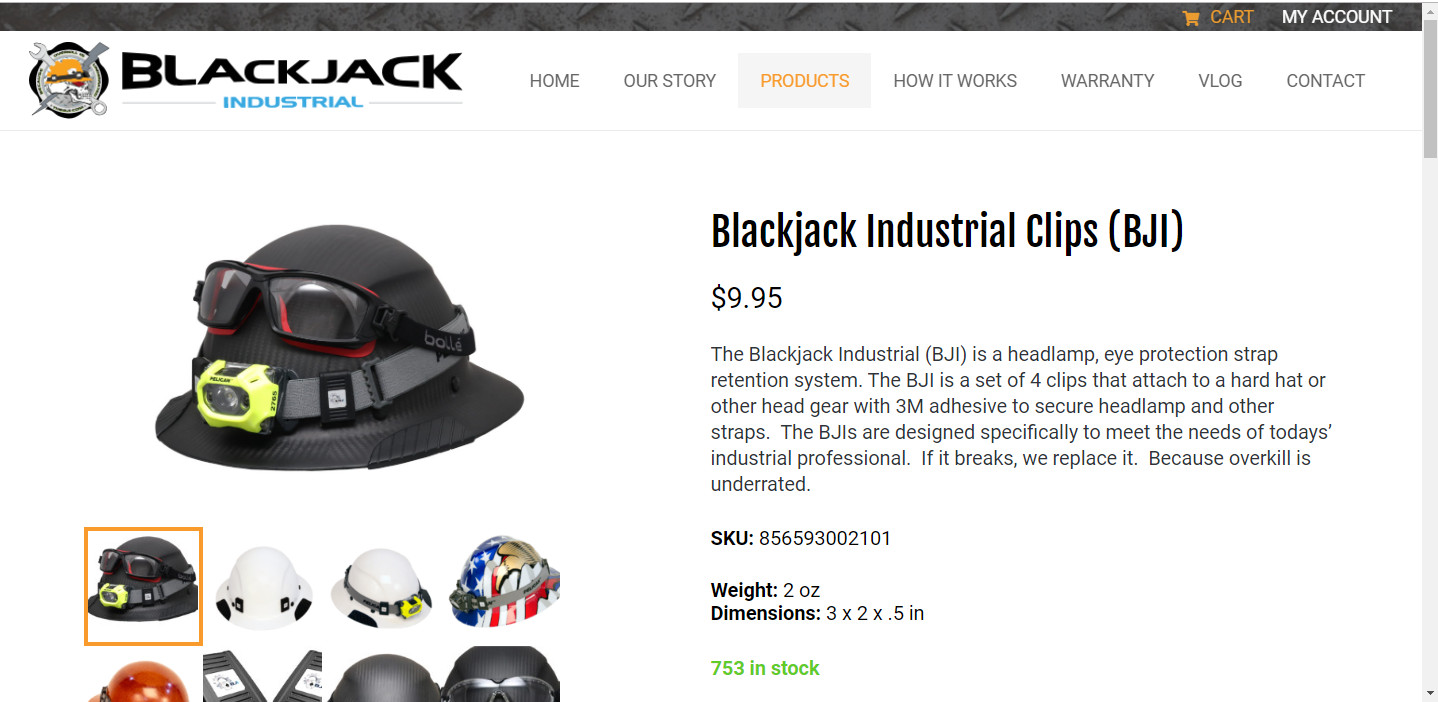 CART MY ACCOUNT
BLACKJACK
INDUSTRIAL
HOME OUR STORY PRODUCTS HOW IT WORKS WARRANTY VLOG CONTACT
Blackjack Industrial Clips (BJI)
$9.95
The Blackjack Industrial (BJI) is a headlamp, eye protection strap
retention system. The BJI is a set of 4 clips that attach to a hard hat or
other head gear with 3M adhesive to secure headlamp and other
straps.  The BJIs are designed specifically to meet the needs of todays’
industrial professional.  If it breaks, we replace it.  Because overkill is
underrated.
SKU: 856593002101
Weight: 2 oz
Dimensions: 3 x 2 x .5 in
753 in stock
bollé
PELICAN
2765